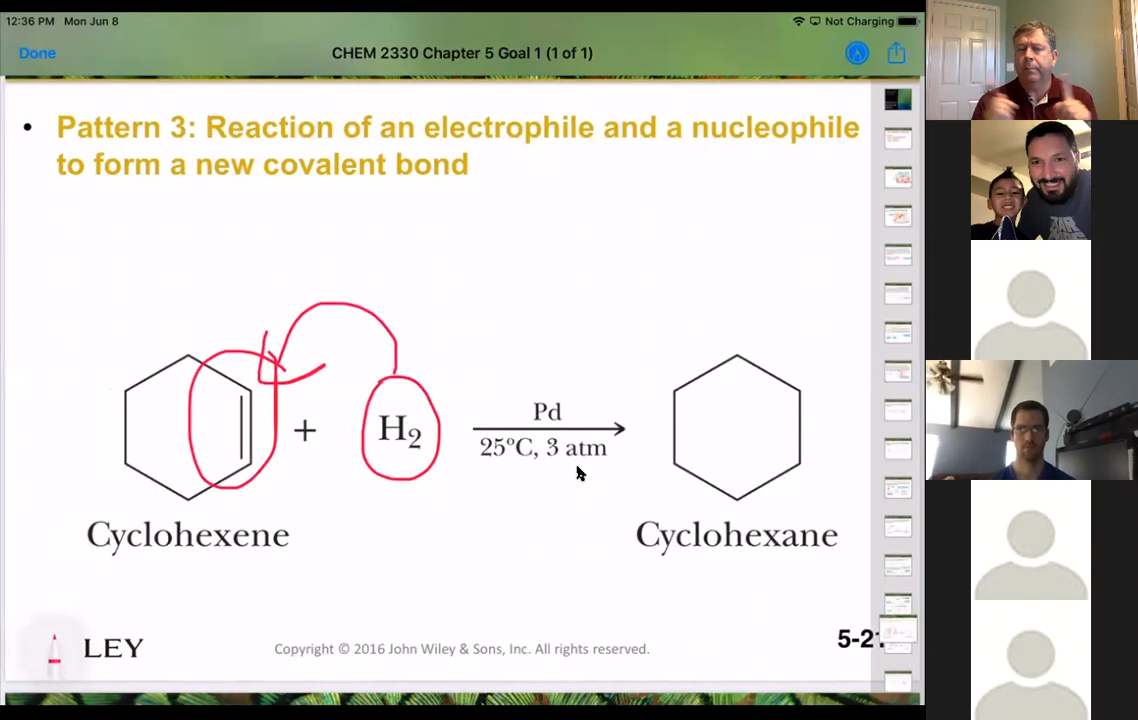 12:36 PM Mon Jun 8
Not Charging
Done
CHEM 2330 Chapter 5 Goal 1 (1 of 1)
• Pattern 3: Reaction of an electrophile and a nucleophile
to form a new covalent bond
+
H₂
Pd
25°C, 3 atm
Cyclohexene
Cyclohexane
LEY
Copyright © 2016 John Wiley & Sons, Inc. All rights reserved.
5-21